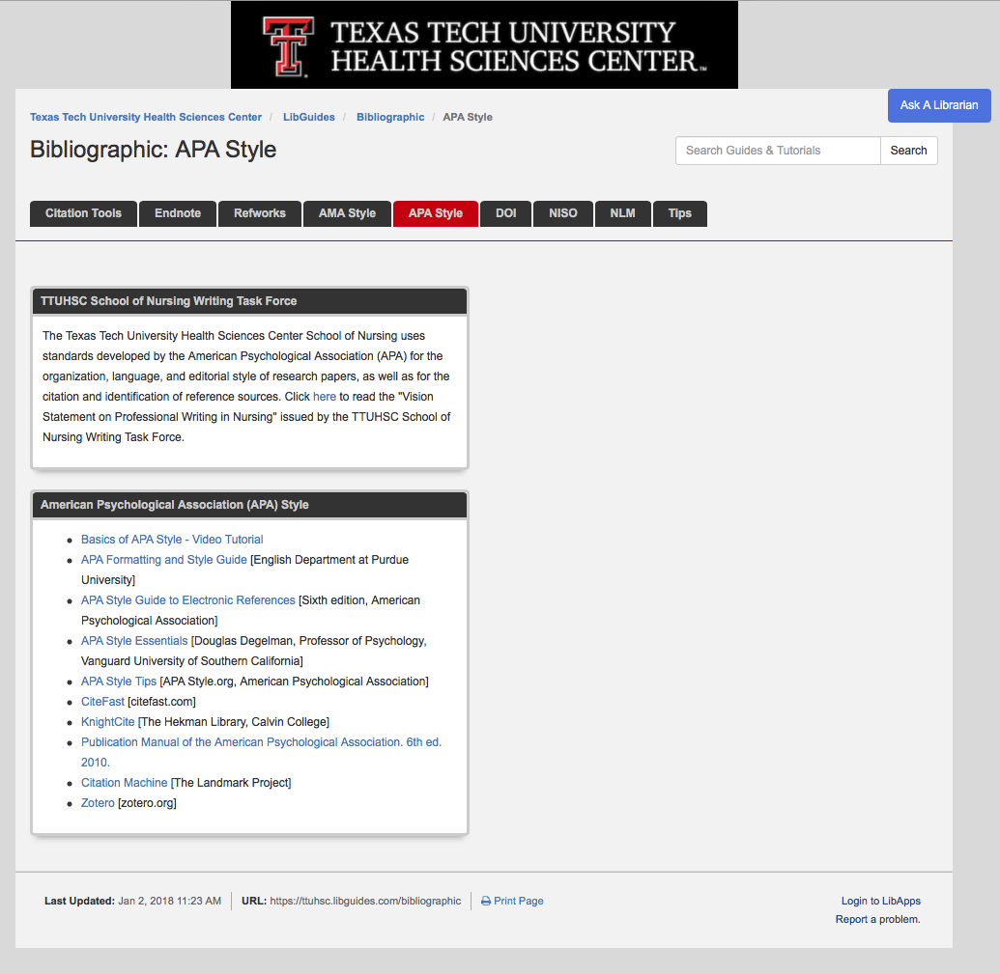 TEXAS TECH UNIVERSITY
HEALTH SCIENCES CENTER™
Ask A Librarian
Texas Tech University Health Sciences Center / LibGuides / Bibliographic / APA Style
Bibliographic: APA Style
Search Guides & Tutorials Search
Citation Tools Endnote Refworks AMA Style APA Style DOI NISO NLM Tips
TTUHSC School of Nursing Writing Task Force
The Texas Tech University Health Sciences Center School of Nursing uses
standards developed by the American Psychological Association (APA) for the
organization, language, and editorial style of research papers, as well as for the
citation and identification of reference sources. Click here to read the "Vision
Statement on Professional Writing in Nursing" issued by the TTUHSC School of
Nursing Writing Task Force.
American Psychological Association (APA) Style
• Basics of APA Style - Video Tutorial
• APA Formatting and Style Guide [English Department at Purdue
University]
• APA Style Guide to Electronic References [Sixth edition, American
Psychological Association]
• APA Style Essentials [Douglas Degelman, Professor of Psychology,
Vanguard University of Southern California]
• APA Style Tips [APA Style.org, American Psychological Association]
• CiteFast [citefast.com]
• KnightCite [The Hekman Library, Calvin College]
• Publication Manual of the American Psychological Association. 6th ed.
2010.
• Citation Machine [The Landmark Project]
• Zotero [zotero.org]
Last Updated: Jan 2, 2018 11:23 AM URL: https://ttuhsc.libguides.com/bibliographic Print Page
Login to LibApps
Report a problem.